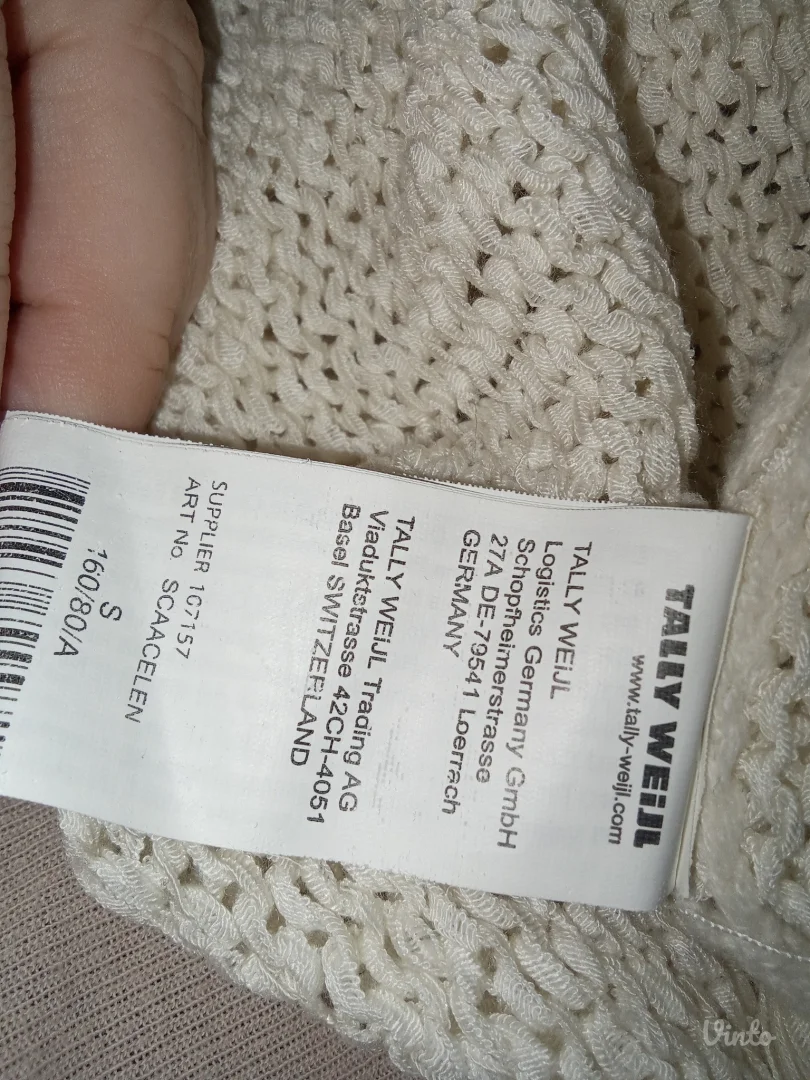 TALLY WEiJL
www.tally-weijl.com
TALLY WEiJL
Logistics Germany GmbH
Schopfheimerstrasse
27A DE-79541 Loerrach
GERMANY
TALLY WEiJL Trading AG
Viaduktstrasse 42CH-4051
Basel SWITZERLAND
SUPPLIER 1C7157
ART No. SCAACELEN
S
160/80/A
Vinto